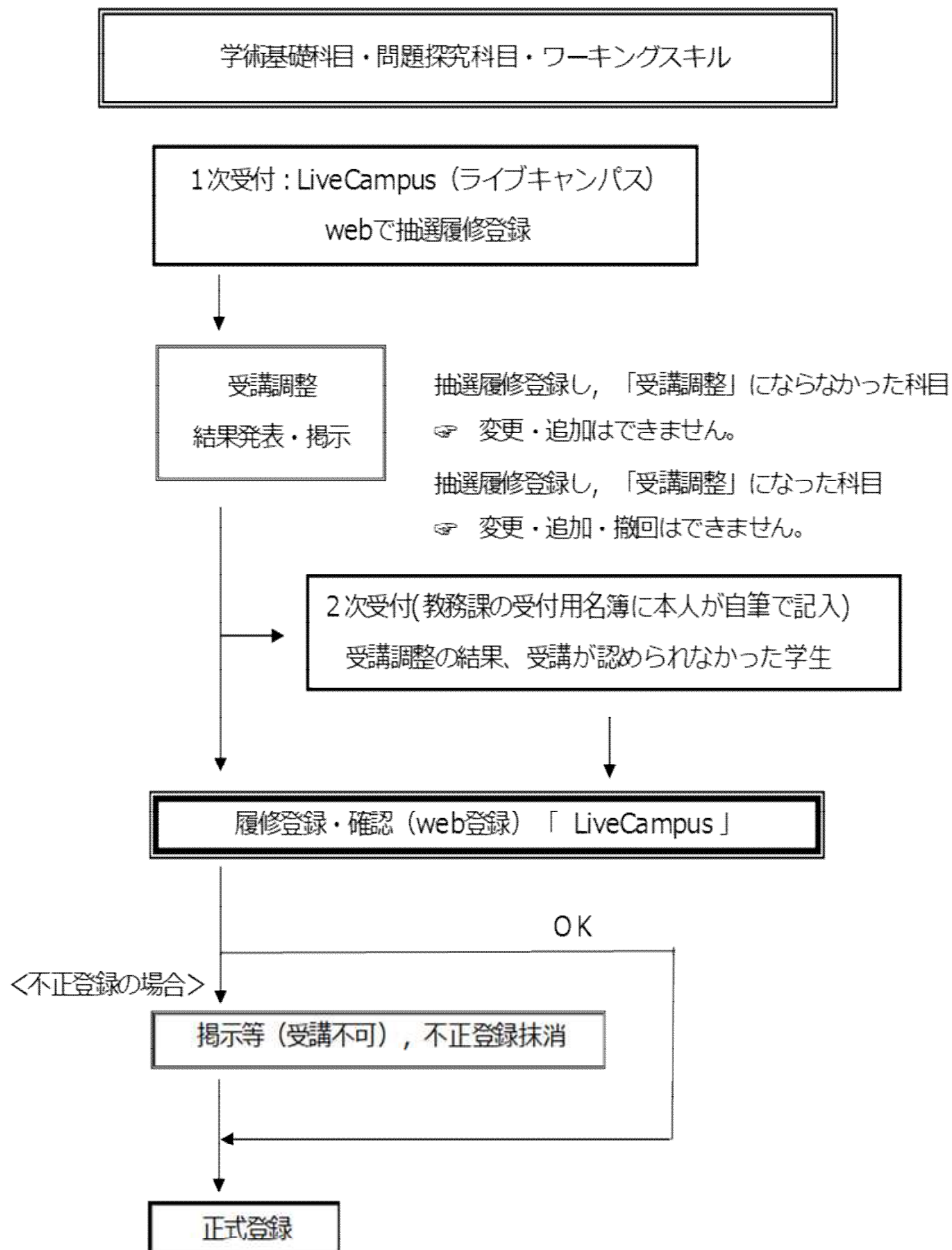 学術基礎科目・問題探究科目・ワーキングスキル
1次受付：LiveCampus（ライブキャンパス）
webで抽選履修登録
受講調整
結果発表・掲示
抽選履修登録し，「受講調整」にならなかった科目
☞ 変更・追加はできません。
抽選履修登録し，「受講調整」になった科目
☞ 変更・追加・撤回はできません。
2次受付(教務課の受付用名簿に本人が自筆で記入)
受講調整の結果、受講が認められなかった学生
履修登録・確認（web登録）「 LiveCampus 」
OK
＜不正登録の場合＞
掲示等（受講不可）, 不正登録抹消
正式登録